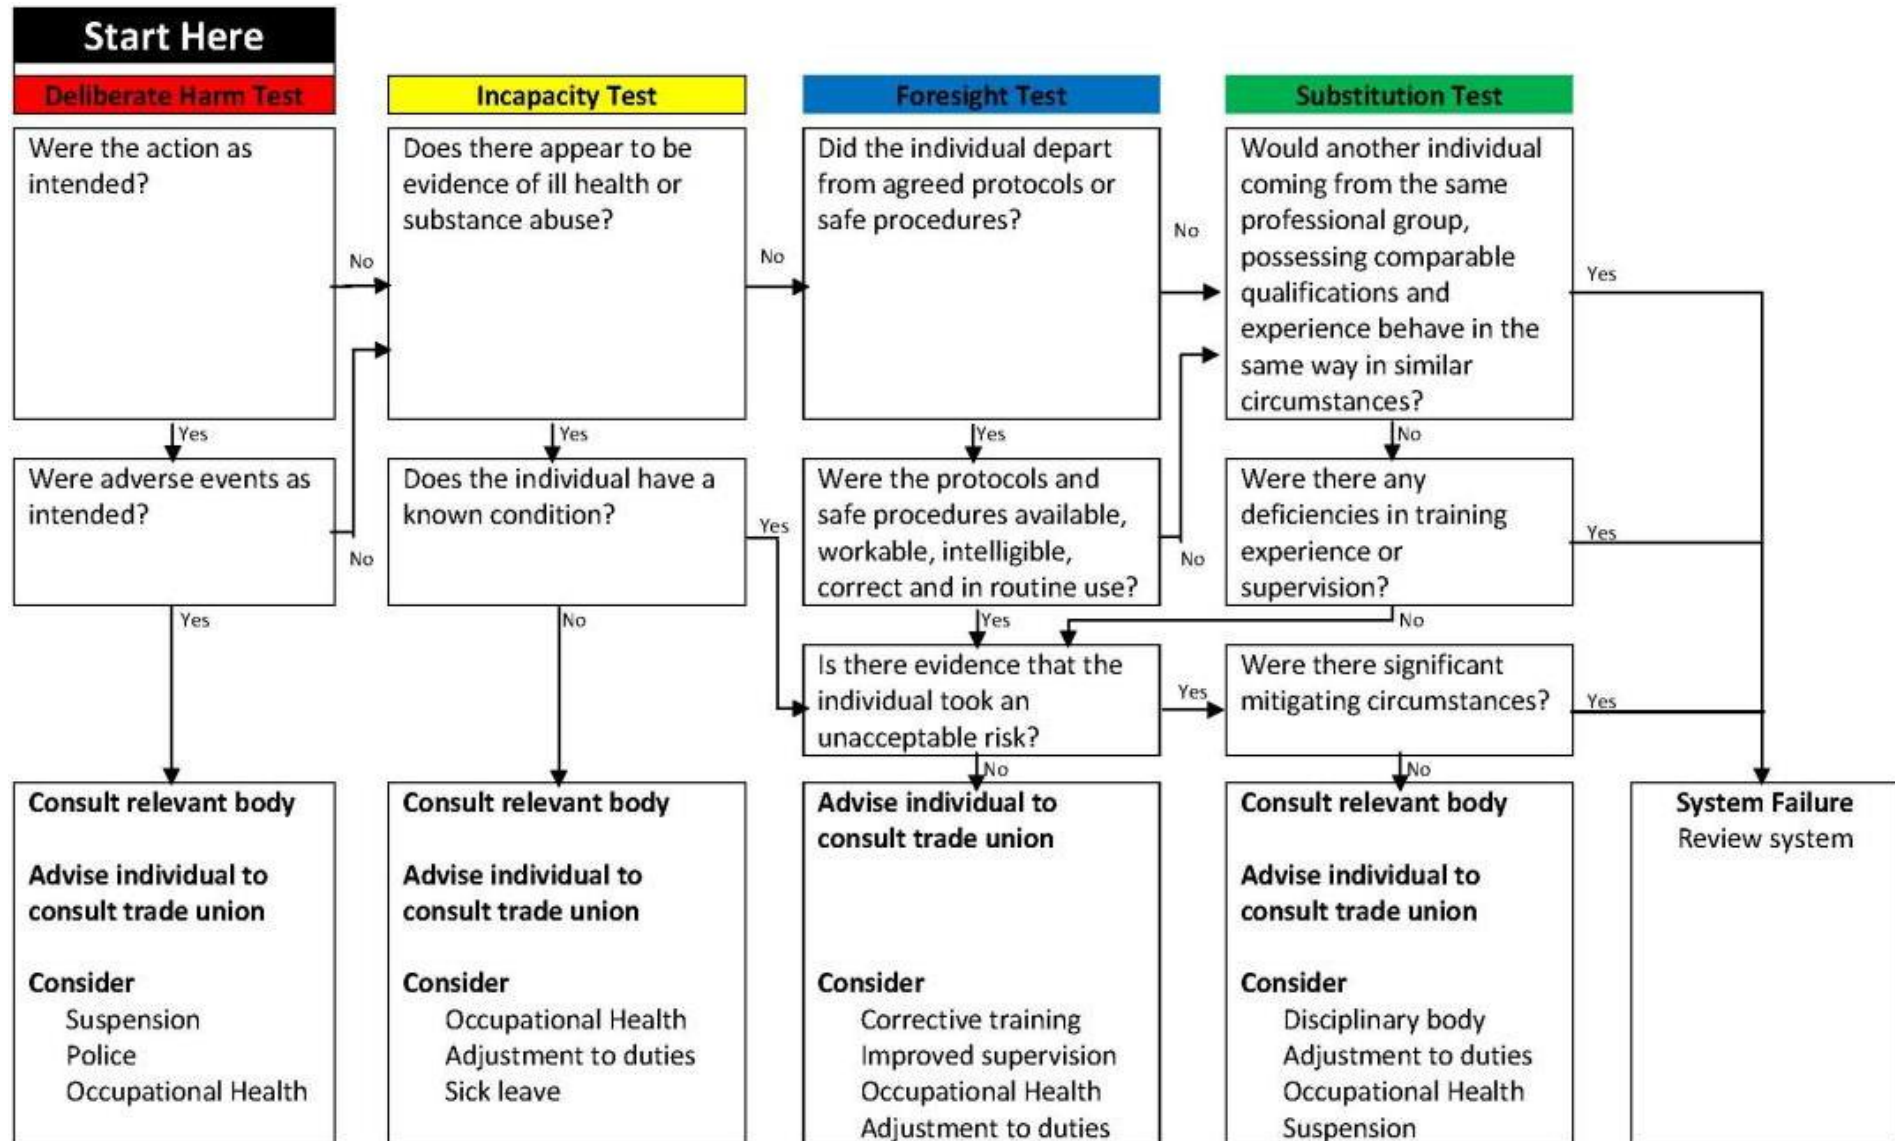 Start Here
Deliberate Harm Test
Were the action as
intended?
No
Yes
Were adverse events as
intended?
No
Yes
Consult relevant body
Advise individual to
consult trade union
Consider
Suspension
Police
Occupational Health
Incapacity Test
Does there appear to be
evidence of ill health or
substance abuse?
No
Yes
Does the individual have a
known condition?
Yes
No
Consult relevant body
Advise individual to
consult trade union
Consider
Occupational Health
Adjustment to duties
Sick leave
Foresight Test
Did the individual depart
from agreed protocols or
safe procedures?
No
Yes
Were the protocols and
safe procedures available,
workable, intelligible,
correct and in routine use?
No
Yes
Is there evidence that the
individual took an
unacceptable risk?
Yes
No
Advise individual to
consult trade union
Consider
Corrective training
Improved supervision
Occupational Health
Adjustment to duties
Substitution Test
Would another individual
coming from the same
professional group,
possessing comparable
qualifications and
experience behave in the
same way in similar
circumstances?
Yes
No
Were there any
deficiencies in training
experience or
supervision?
Yes
No
Were there significant
mitigating circumstances?
Yes
No
Consult relevant body
Advise individual to
consult trade union
Consider
Disciplinary body
Adjustment to duties
Occupational Health
Suspension
System Failure
Review system